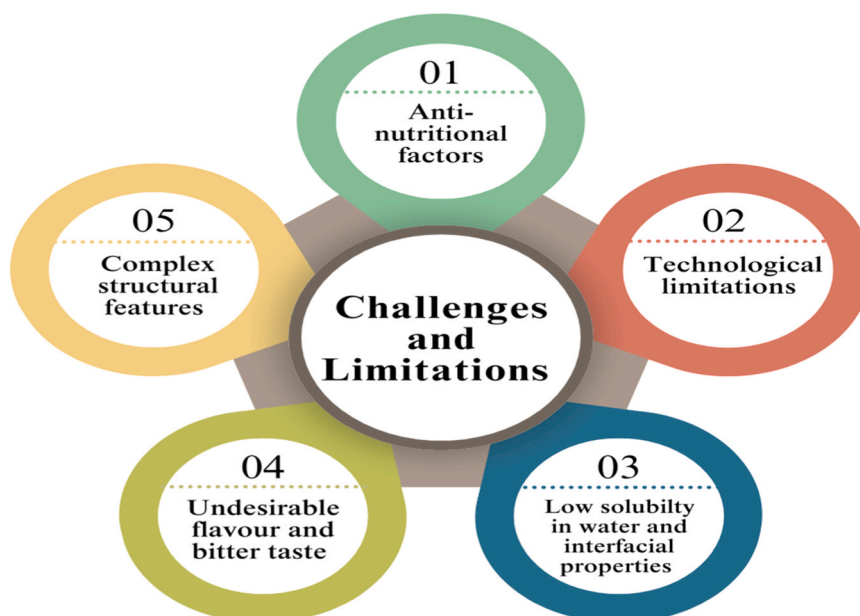 01
Anti-
nutritional
factors
02
Technological
limitations
03
Low solubilty
in water and
interfacial
properties
04
Undesirable
flavour and
bitter taste
05
Complex
structural
features
Challenges
and
Limitations